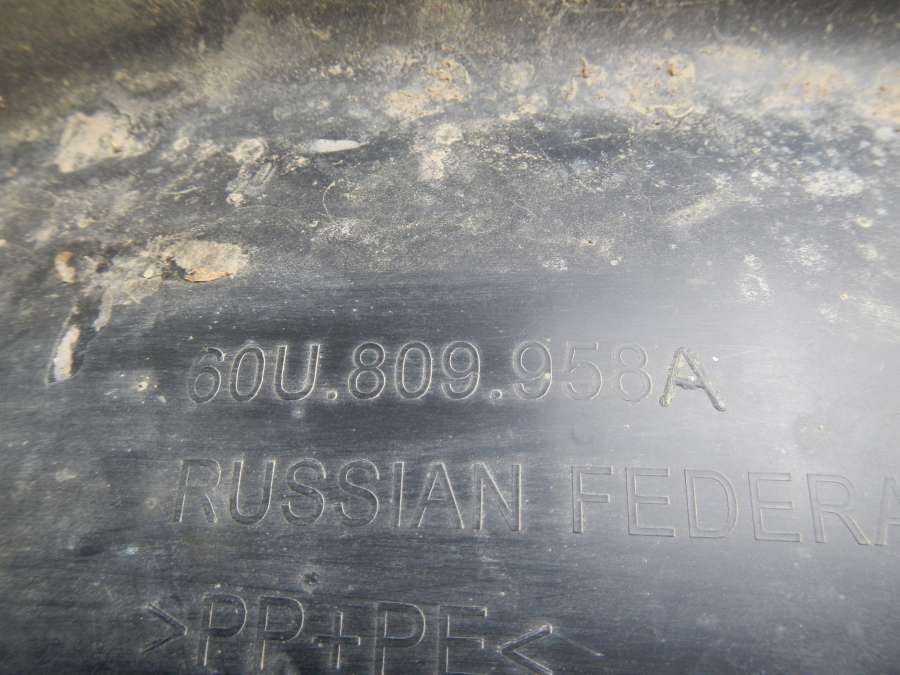 60U.809.958A
RUSSIAN FEDERA
>PP+PE<